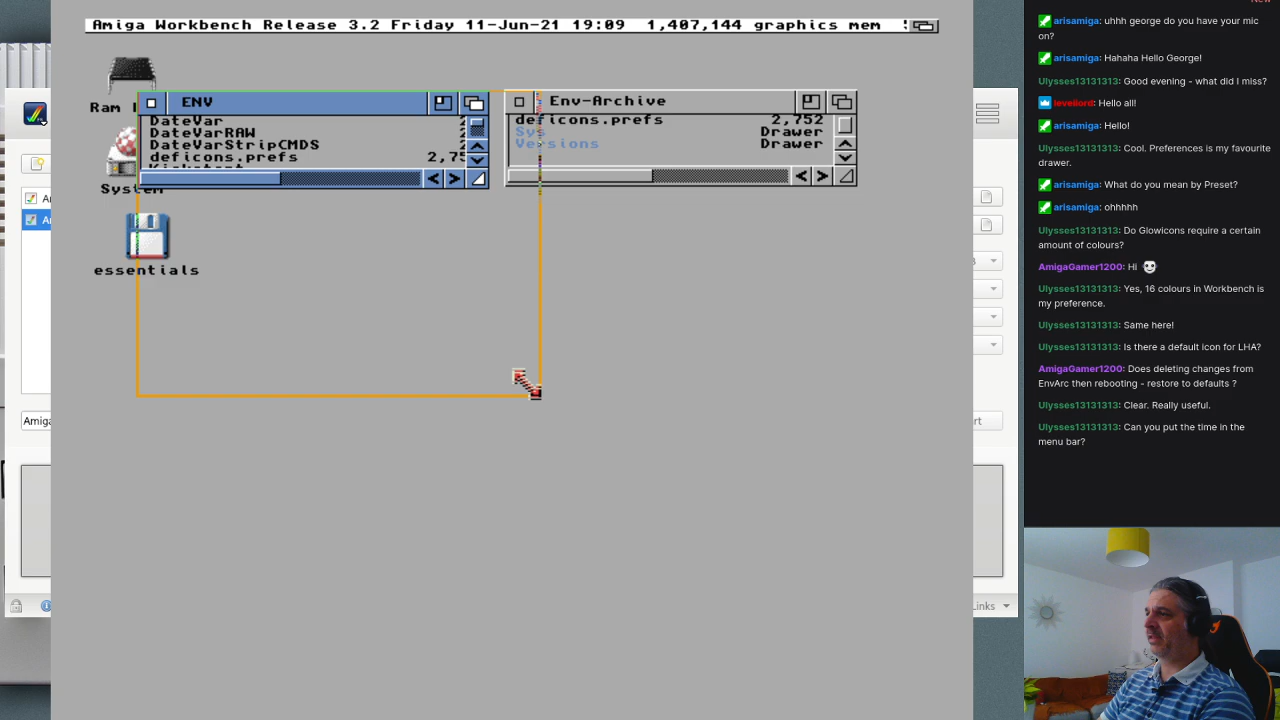 Amiga Workbench Release 3.2 Friday 11-Jun-21 19:09 1,407,144 graphics mem
Ram
System
essentials
ENV
DateVar
DateVarRAW
DateVarStripCMDS
deficons.prefs
Env-Archive
deficons.prefs 2,752
Sys Drawer
Versions Drawer
Amiga
Links
arisamiga: uhhh george do you have your mic
on?
arisamiga: Hahaha Hello George!
Ulysses13131313: Good evening - what did I miss?
levellord: Hello all!
arisamiga: Hello!
Ulysses13131313: Cool. Preferences is my favourite
drawer.
arisamiga: What do you mean by Preset?
arisamiga: ohhhhh
Ulysses13131313: Do Glowicons require a certain
amount of colours?
AmigaGamer1200: Hi
Ulysses13131313: Yes, 16 colours in Workbench is
my preference.
Ulysses13131313: Same here!
Ulysses13131313: Is there a default icon for LHA?
AmigaGamer1200: Does deleting changes from
EnvArc then rebooting - restore to defaults ?
Ulysses13131313: Clear. Really useful.
Ulysses13131313: Can you put the time in the
menu bar?